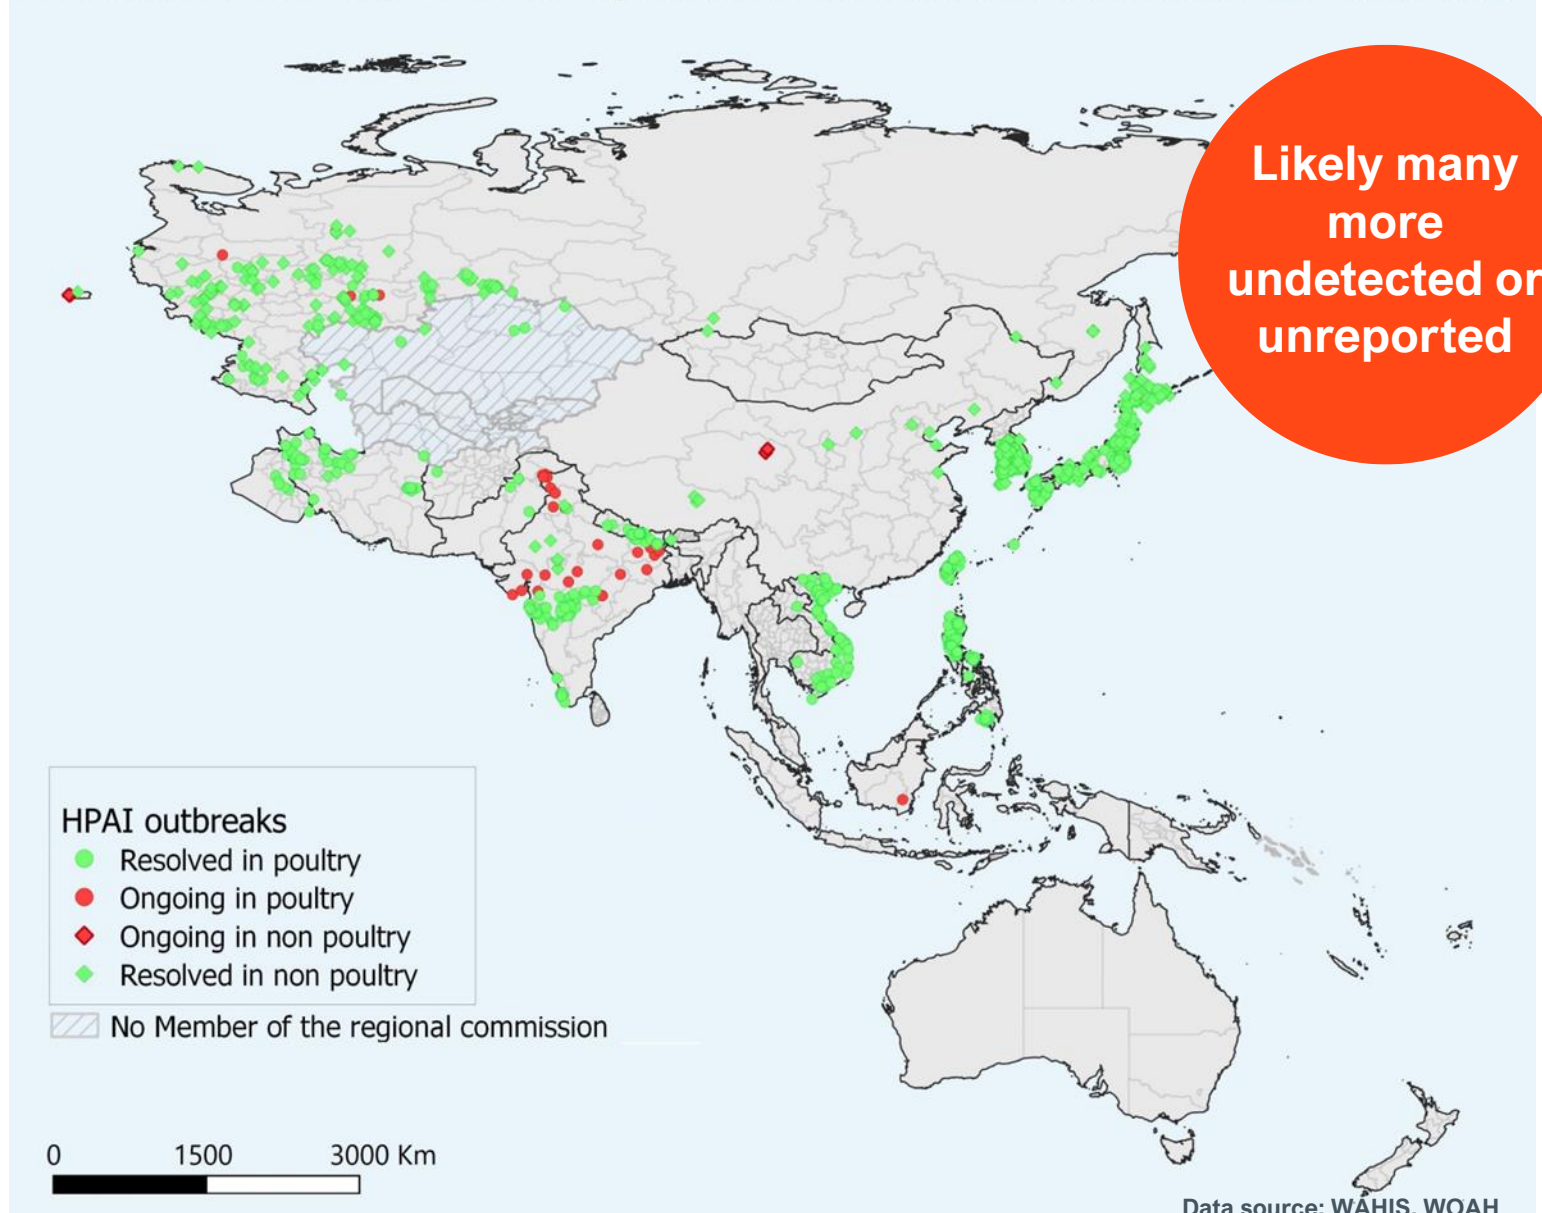 Likely many
more
undetected or
unreported
HPAI outbreaks
Resolved in poultry
Ongoing in poultry
Ongoing in non poultry
Resolved in non poultry
No Member of the regional commission
0 1500 3000 Km
Data source: WAHIS, WOAH